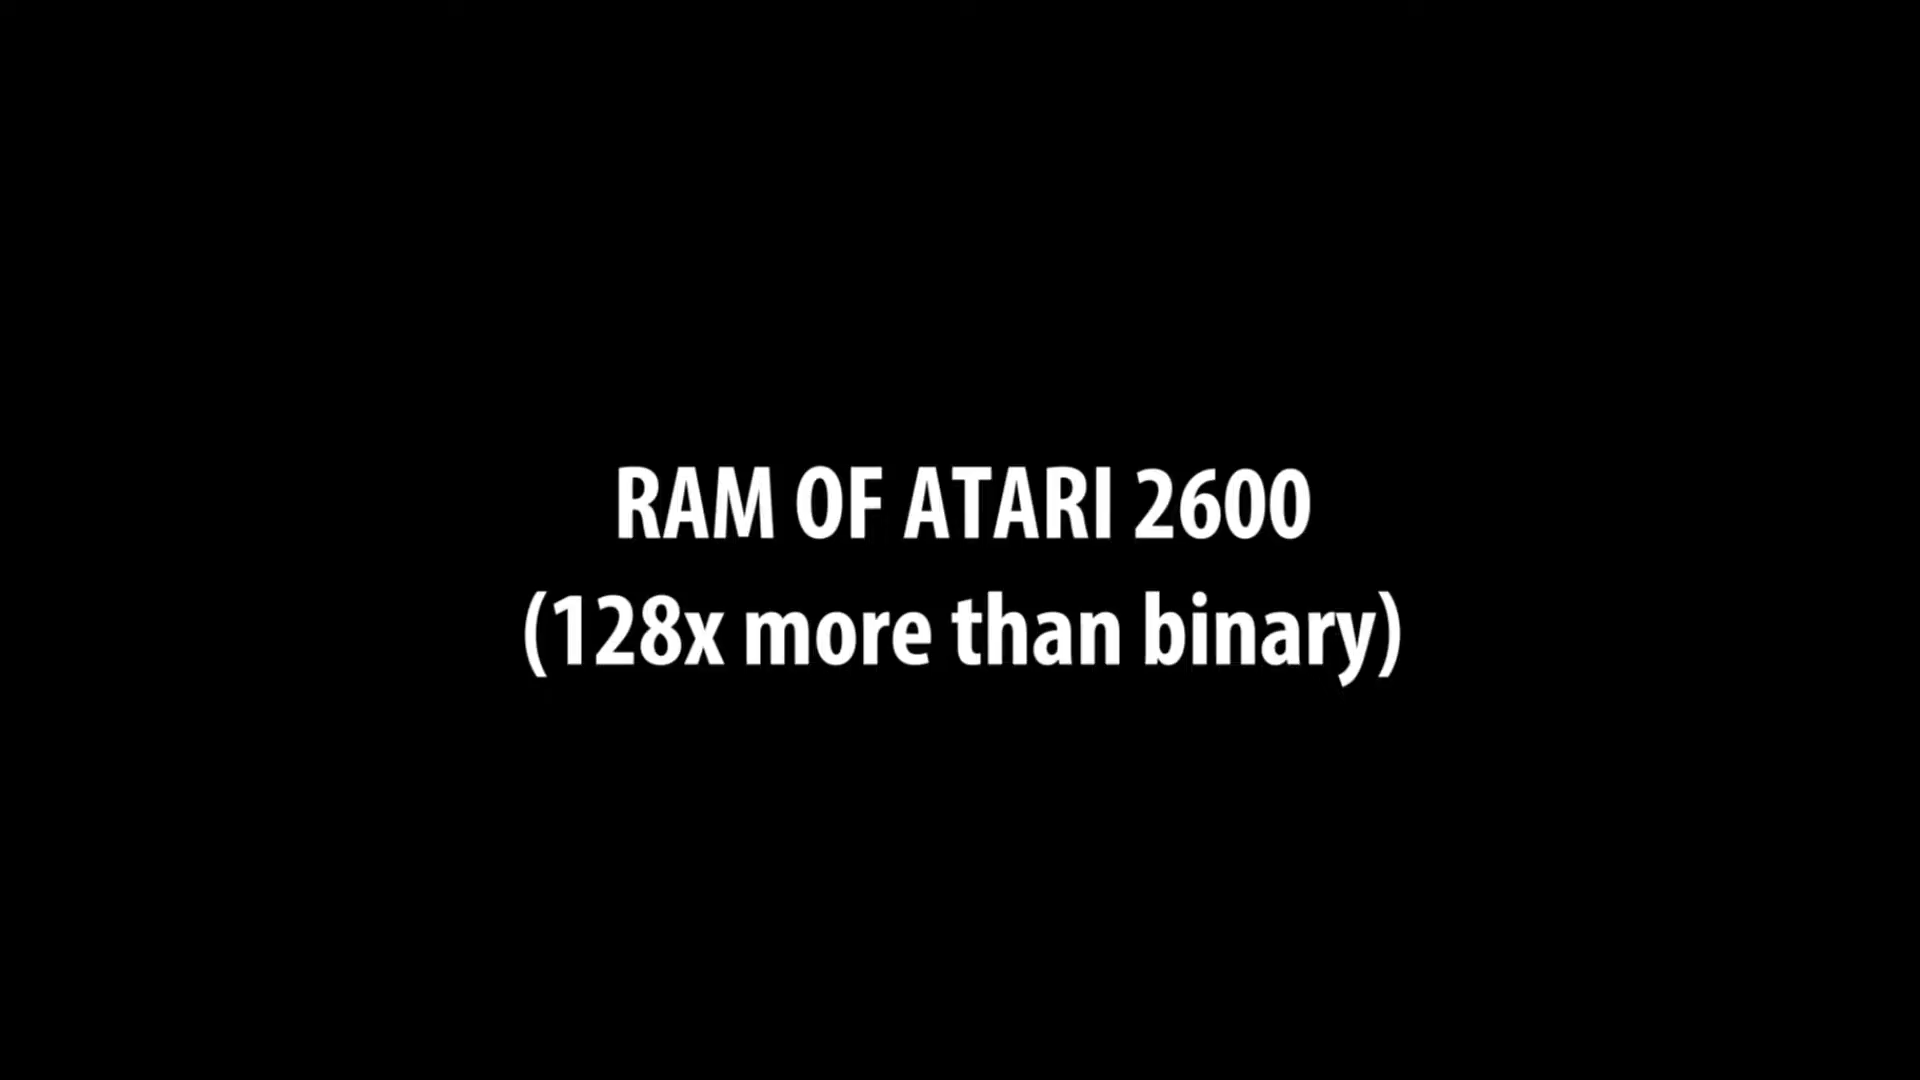 RAM OF ATARI 2600
(128x more than binary)